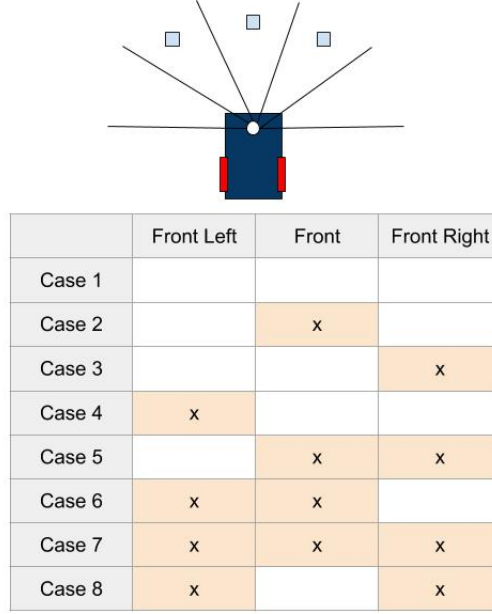 Front Left Front Front Right
Case 1
Case 2 x
Case 3 x
Case 4 x
Case 5 x x
Case 6 x x
Case 7 x x x
Case 8 x x